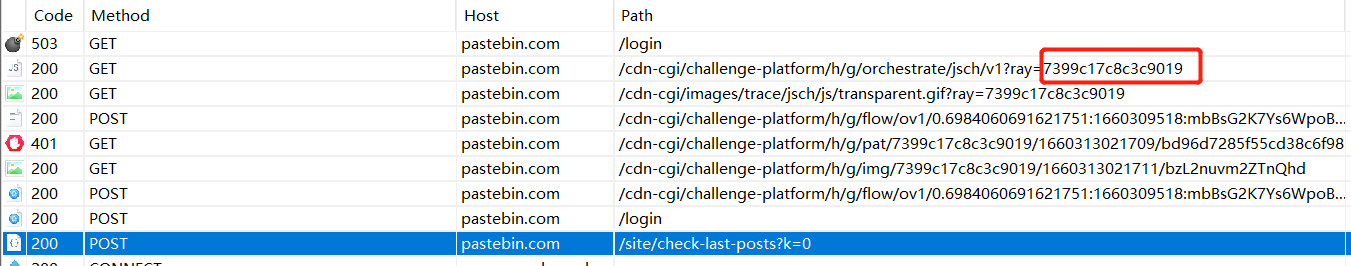 Code Method Host Path
503 GET pastebin.com /login
JS 200 GET pastebin.com /cdn-cgi/challenge-platform/h/g/orchestrate/jsch/v1?ray=7399c17c8c3c9019
200 GET pastebin.com /cdn-cgi/images/trace/jsch/js/transparent.gif?ray=7399c17c8c3c9019
200 POST pastebin.com /cdn-cgi/challenge-platform/h/g/flow/ov1/0.6984060691621751:1660309518:mbBsG2K7Ys6WpoB...
401 GET pastebin.com /cdn-cgi/challenge-platform/h/g/pat/7399c17c8c3c9019/1660313021709/bd96d7285f55cd38c6f98
200 GET pastebin.com /cdn-cgi/challenge-platform/h/g/img/7399c17c8c3c9019/1660313021711/bzL2nuvm2ZTnQhd
200 POST pastebin.com /cdn-cgi/challenge-platform/h/g/flow/ov1/0.6984060691621751:1660309518:mbBsG2K7Ys6WpoB...
200 POST pastebin.com /login
200 POST pastebin.com /site/check-last-posts?k=0
200 CONNECT